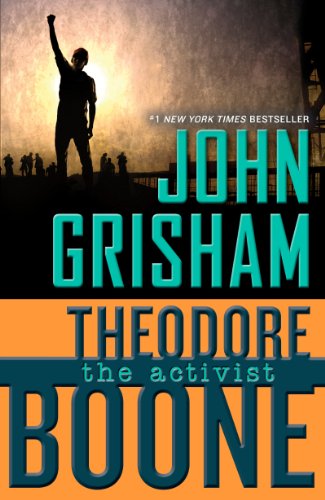 #1 NEW YORK TIMES BESTSELLER
JOHN
GRISHAM
THEODORE
the activist
BOONE